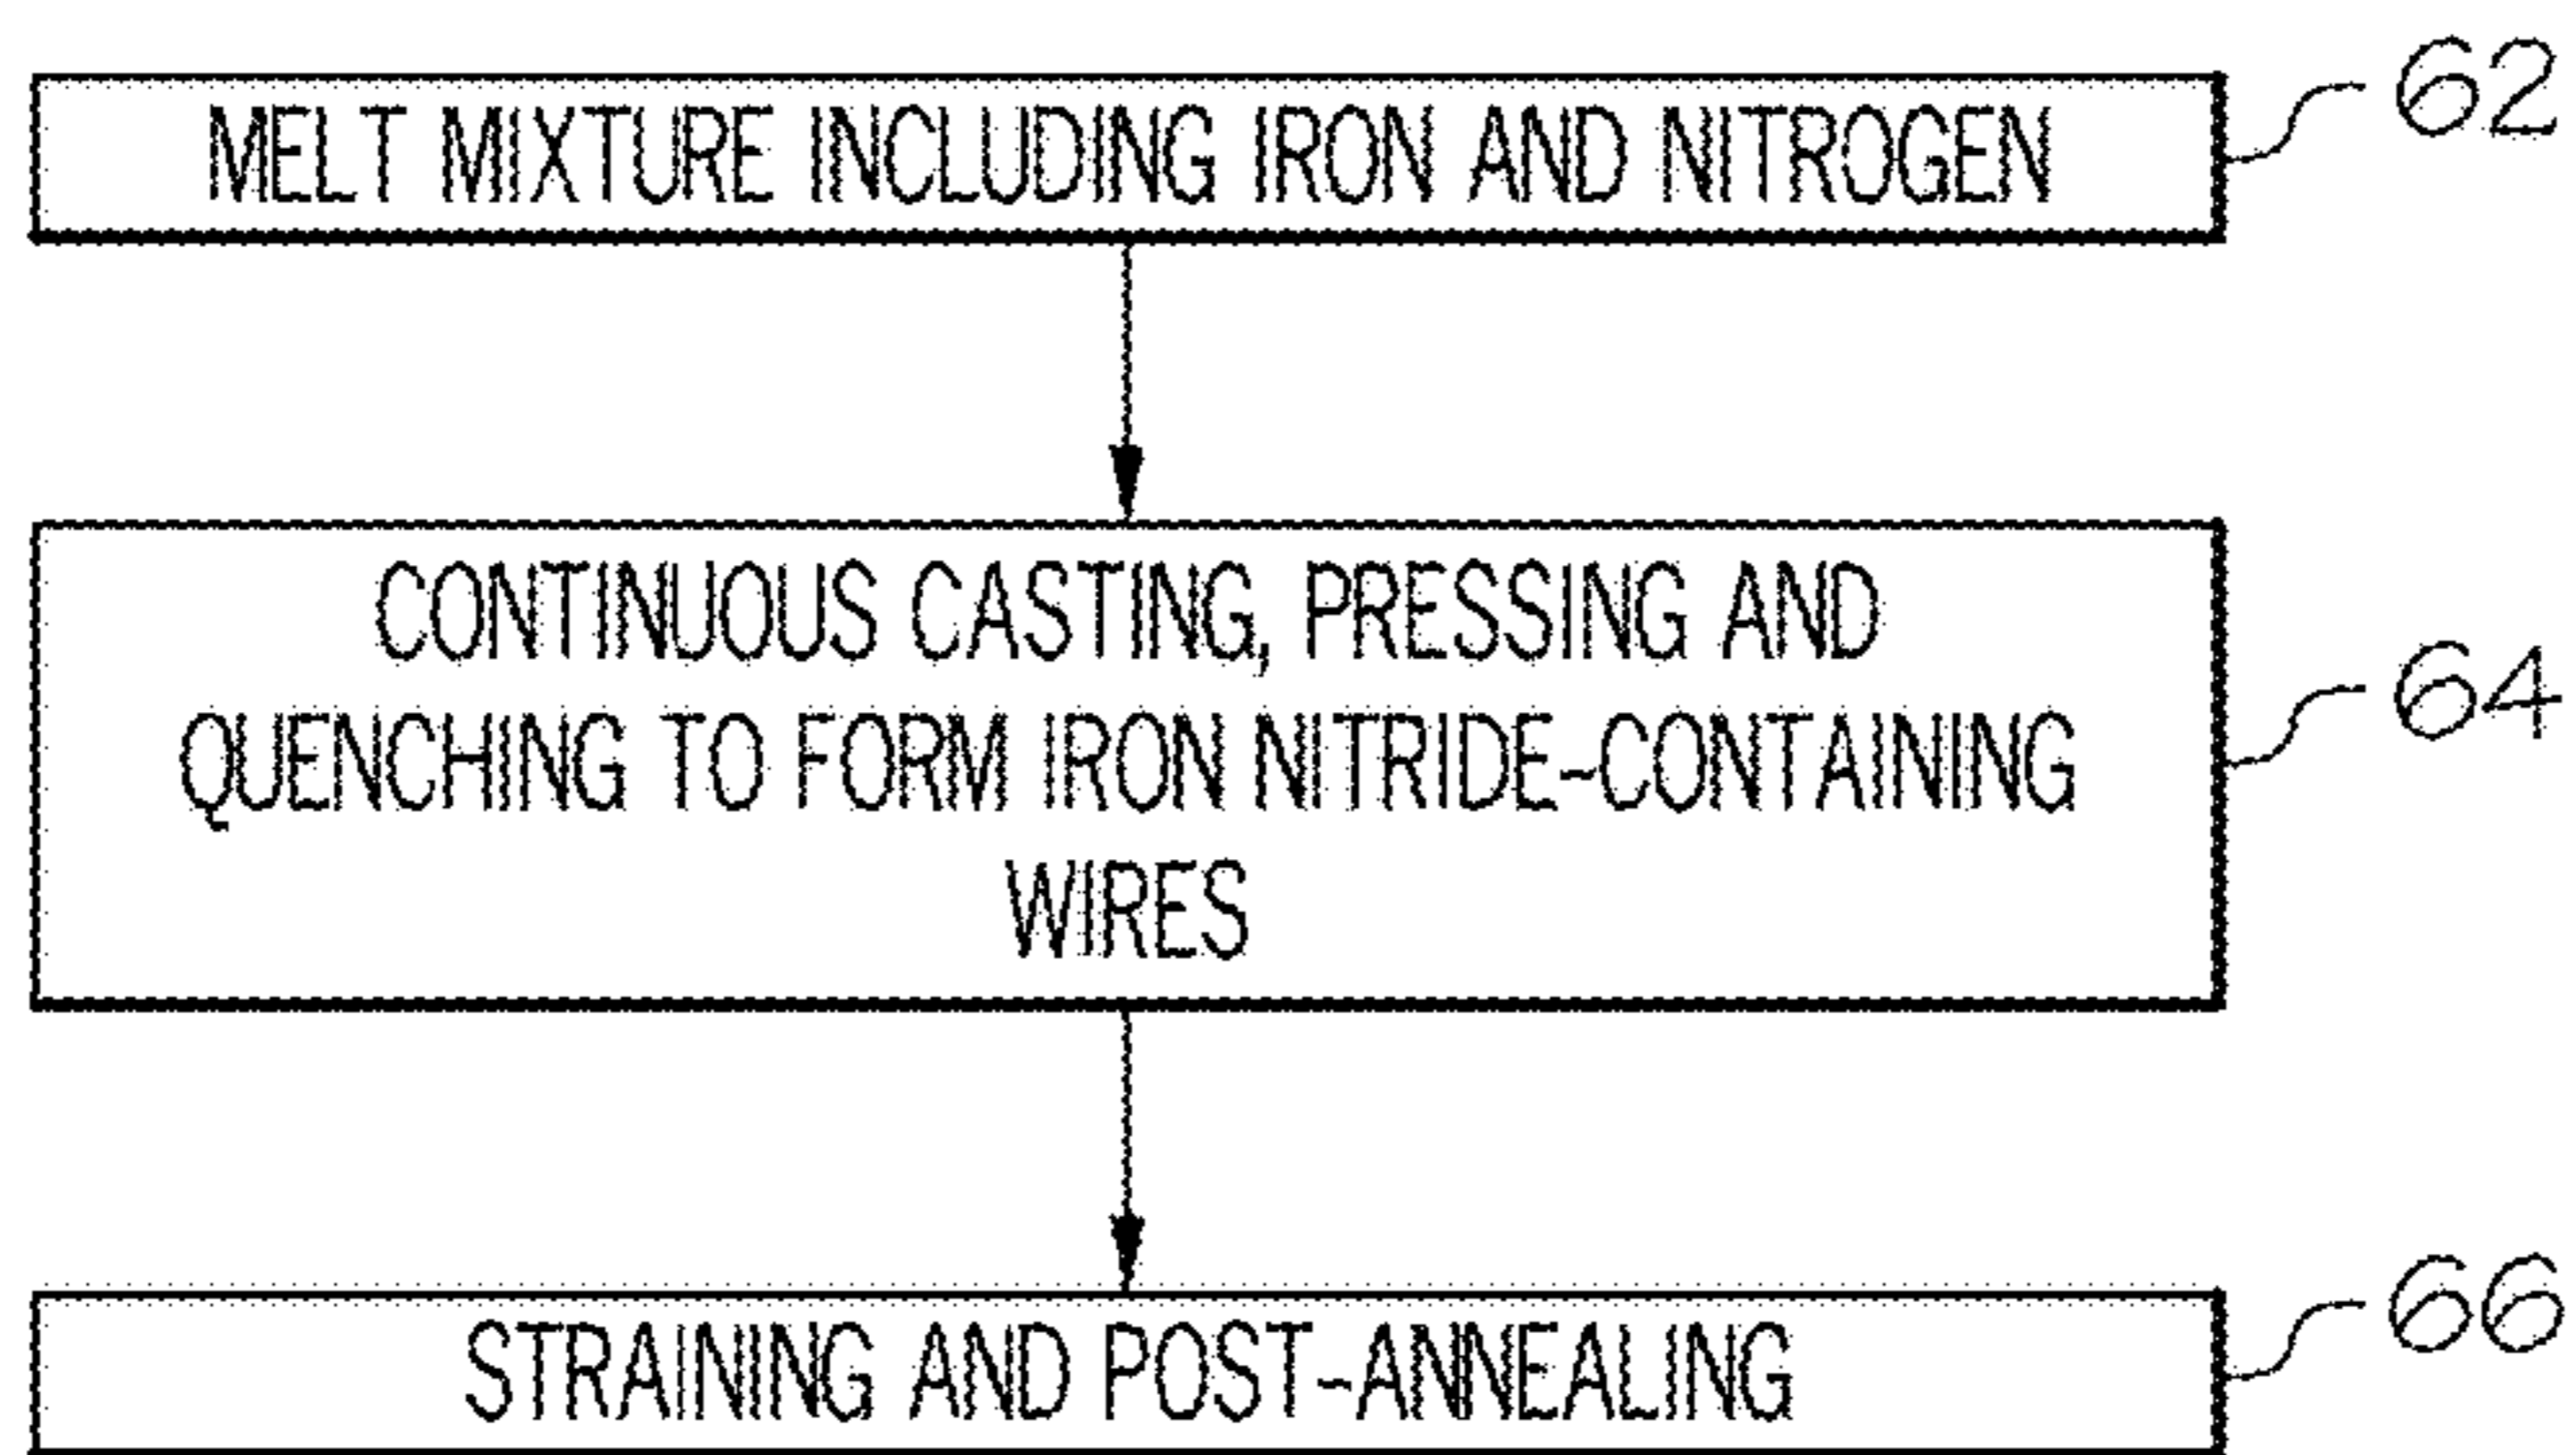 MELT MIXTURE INCLUDING IRON AND NITROGEN
62
CONTINUOUS CASTING, PRESSING AND
QUENCHING TO FORM IRON NITRIDE-CONTAINING
WIRES
64
STRAINING AND POST-ANNEALING
66